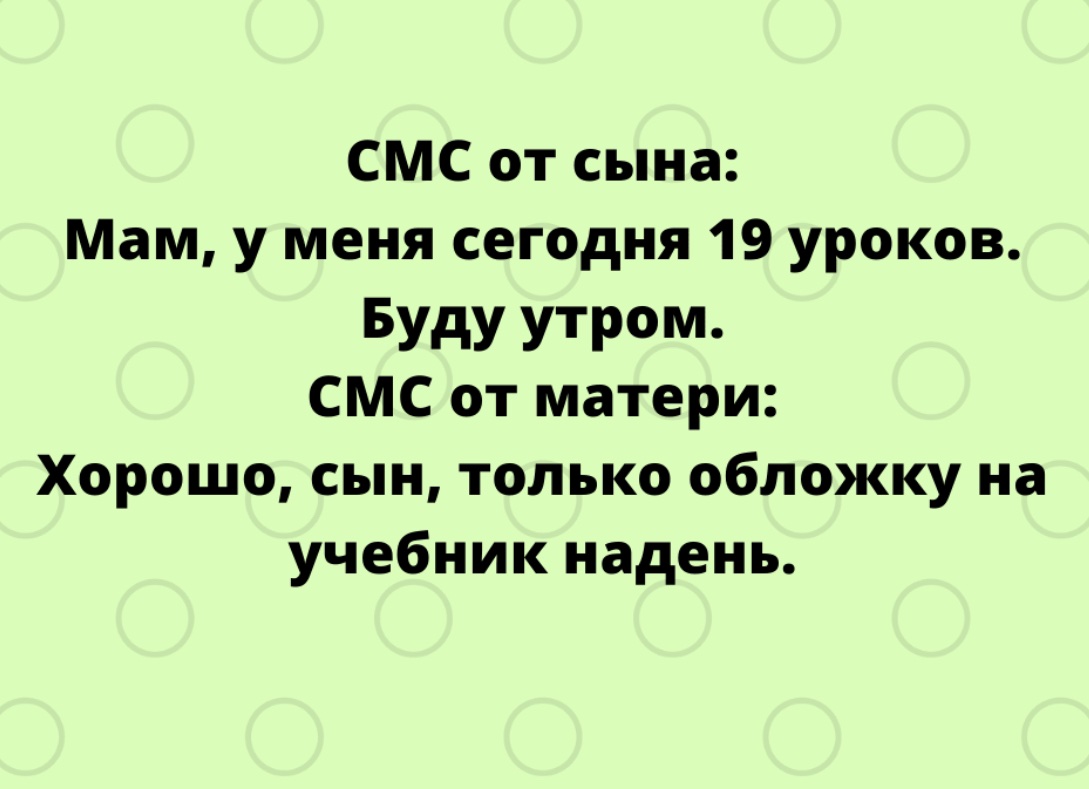 СМС от сына:
Мам, у меня сегодня 19 уроков.
Буду утром.
СМС от матери:
Хорошо, сын, только обложку на
учебник надень.